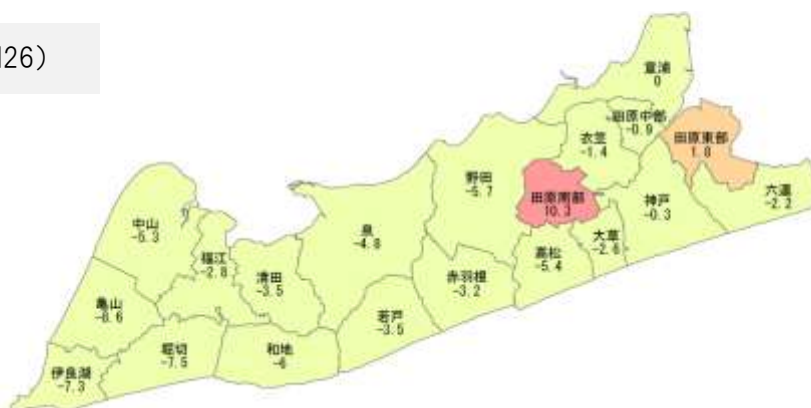 H26)
童浦
0
田原中部
-0.9
衣笠
-1.4
田原東部
1.8
野田
-5.7
田原南部
10.3
神戸
-0.3
六連
-2.2
中山
-5.3
福江
-2.8
清田
-3.5
泉
-4.8
赤羽根
-3.2
高松
-5.4
大草
-2.6
亀山
-8.6
堀切
-7.5
和地
-6
若戸
-3.5
伊良湖
-7.3